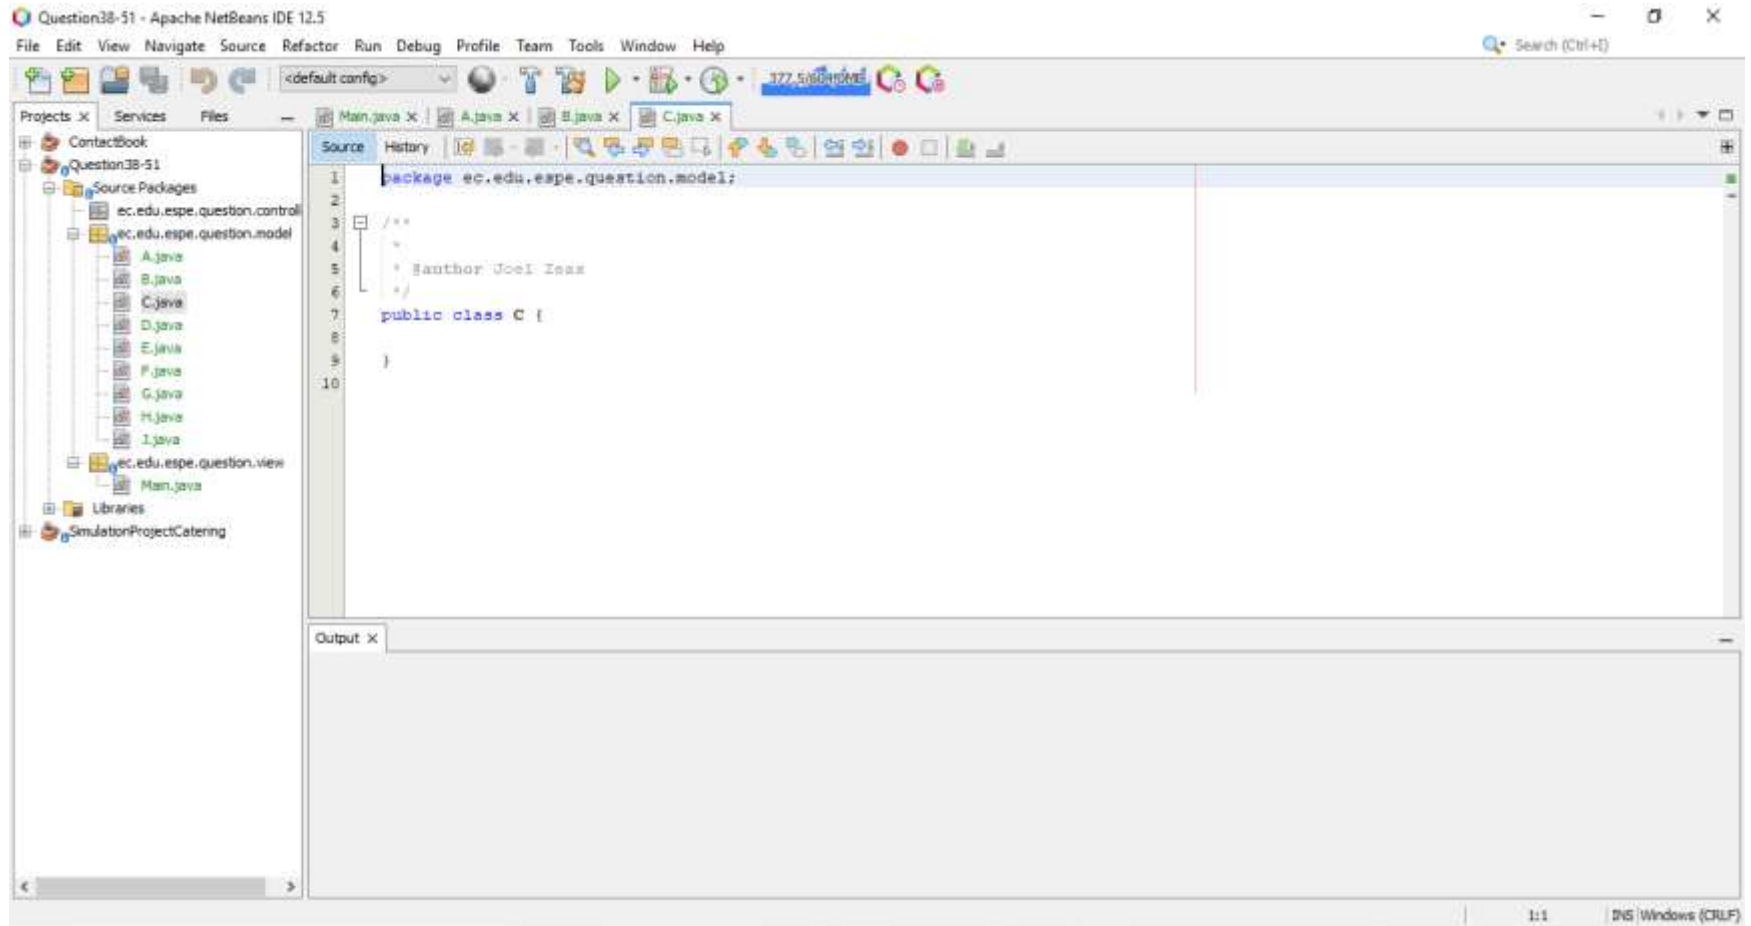 Question38-51 - Apache NetBeans IDE 12.5
File Edit View Navigate Source Refactor Run Debug Profile Team Tools Window Help
Search (Ctrl+I)
<default config>
Projects Services Files
Main.java A.java B.java C.java
Source History
ContactBook
Question38-51
Source Packages
ec.edu.espe.question.controll
ec.edu.espe.question.model
A.java
B.java
C.java
D.java
E.java
F.java
G.java
H.java
I.java
ec.edu.espe.question.view
Main.java
Libraries
SimulationProjectCatering
1 package ec.edu.espe.question.model;
2
3 /**
4 *
5 * @author Joel
6 */
7 public class C {
8
9 }
10
Output
1:1 INS Windows (CRLF)